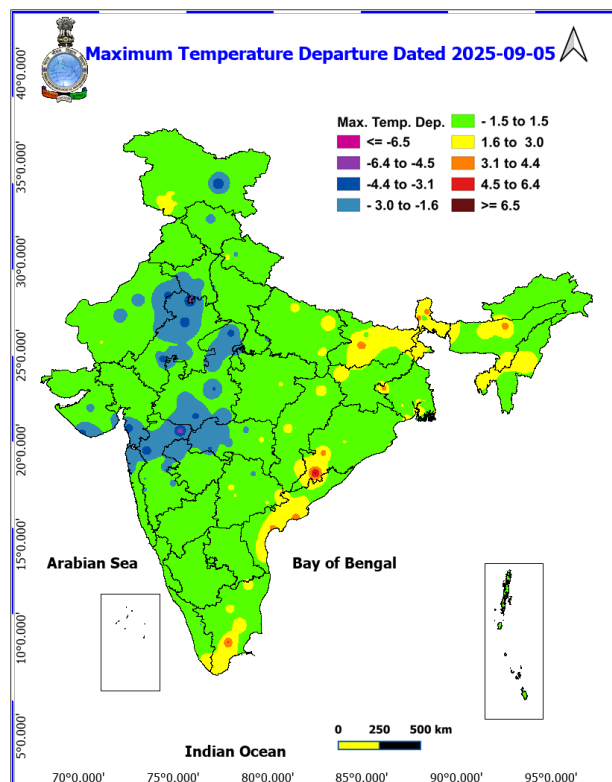 Maximum Temperature Departure Dated 2025-09-05
Max. Temp. Dep.
<= -6.5
-6.4 to -4.5
-4.4 to -3.1
- 3.0 to -1.6
- 1.5 to 1.5
1.6 to 3.0
3.1 to 4.4
4.5 to 6.4
>= 6.5
40°0.000'
35°0.000'
30°0.000'
25°0.000'
20°0.000'
15°0.000'
10°0.000'
5°0.000'
Arabian Sea
Bay of Bengal
0 250 500 km
Indian Ocean
70°0.000' 75°0.000' 80°0.000' 85°0.000' 90°0.000' 95°0.000'